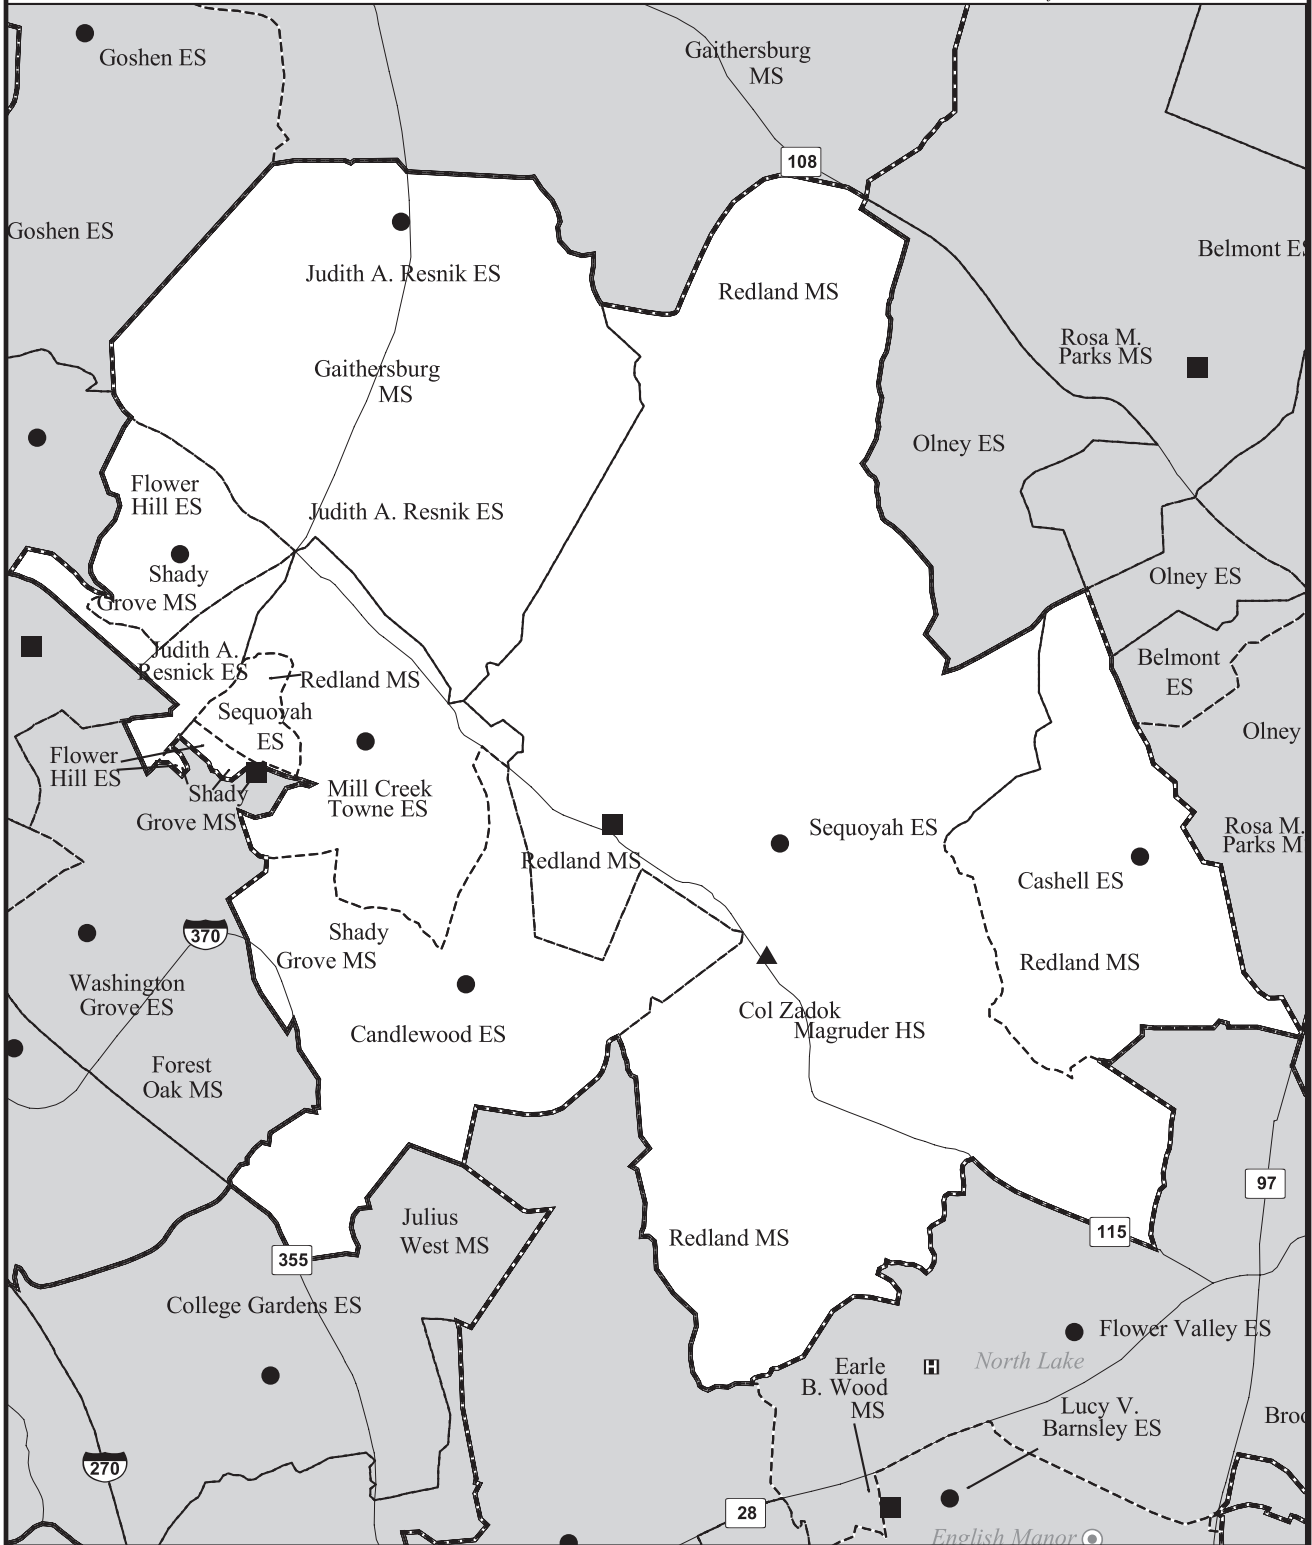 Goshen ES
Gaithersburg
MS
108
Goshen ES
Belmont ES
Judith A. Resnik ES
Redland MS
Rosa M.
Parks MS
Gaithersburg
MS
Olney ES
Flower
Hill ES
Judith A. Resnik ES
Shady
Grove MS
Olney ES
Judith A.
Resnick ES
Redland MS
Belmont
ES
Sequoyah
ES
Olney
Flower
Hill ES
Shady
Grove MS
Mill Creek
Towne ES
Sequoyah ES
Rosa M.
Parks M
Redland MS
Cashell ES
370
Shady
Grove MS
Redland MS
Washington
Grove ES
Col Zadok
Magruder HS
Candlewood ES
Forest
Oak MS
97
Julius
West MS
Redland MS
115
355
College Gardens ES
Flower Valley ES
North Lake
Earle
B. Wood
MS
Lucy V.
Barnsley ES
Broo
270
28
H
English Manor